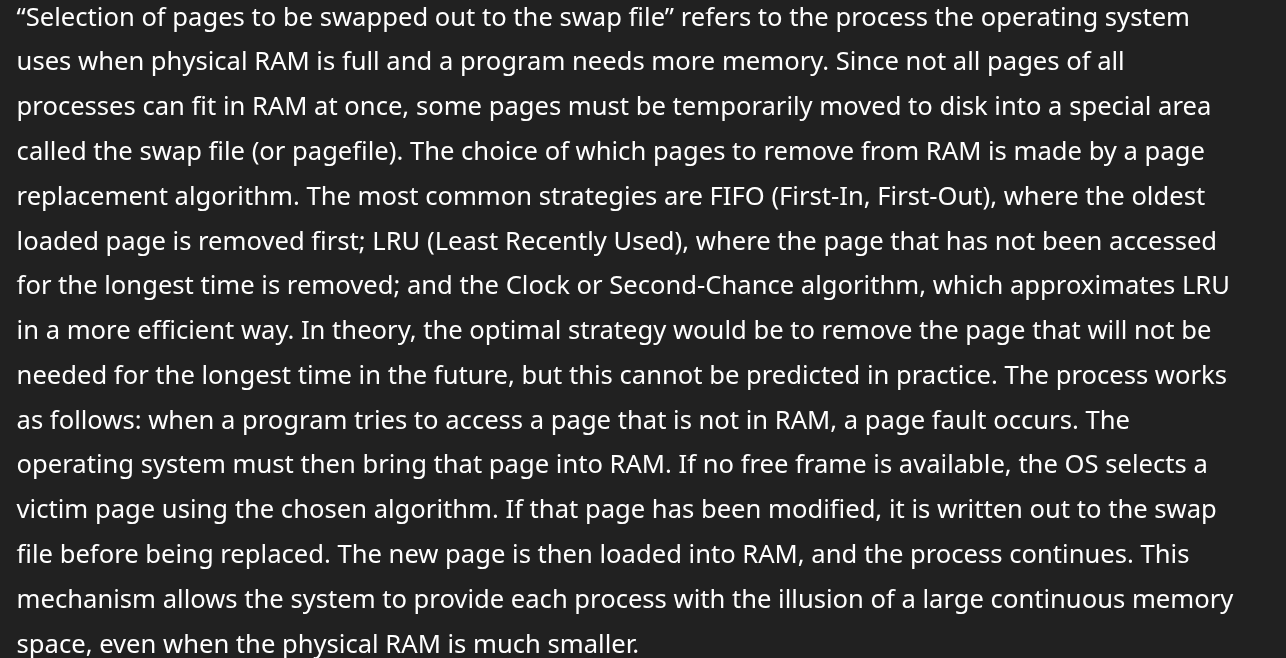 “Selection of pages to be swapped out to the swap file” refers to the process the operating system
uses when physical RAM is full and a program needs more memory. Since not all pages of all
processes can fit in RAM at once, some pages must be temporarily moved to disk into a special area
called the swap file (or pagefile). The choice of which pages to remove from RAM is made by a page
replacement algorithm. The most common strategies are FIFO (First-In, First-Out), where the oldest
loaded page is removed first; LRU (Least Recently Used), where the page that has not been accessed
for the longest time is removed; and the Clock or Second-Chance algorithm, which approximates LRU
in a more efficient way. In theory, the optimal strategy would be to remove the page that will not be
needed for the longest time in the future, but this cannot be predicted in practice. The process works
as follows: when a program tries to access a page that is not in RAM, a page fault occurs. The
operating system must then bring that page into RAM. If no free frame is available, the OS selects a
victim page using the chosen algorithm. If that page has been modified, it is written out to the swap
file before being replaced. The new page is then loaded into RAM, and the process continues. This
mechanism allows the system to provide each process with the illusion of a large continuous memory
space, even when the physical RAM is much smaller.